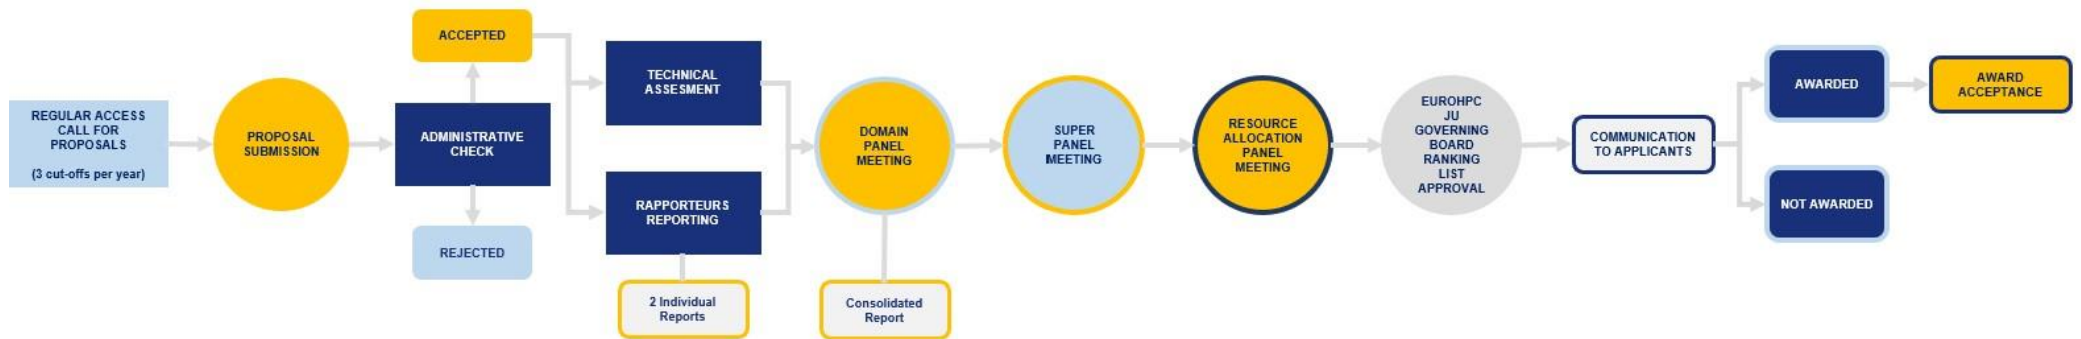 REGULAR ACCESS
CALL FOR
PROPOSALS
(3 cut-offs per year)
PROPOSAL
SUBMISSION
ACCEPTED
ADMINISTRATIVE
CHECK
REJECTED
TECHNICAL
ASSESMENT
RAPPORTEURS
REPORTING
2 Individual
Reports
DOMAIN
PANEL
MEETING
Consolidated
Report
SUPER
PANEL
MEETING
RESOURCE
ALLOCATION
PANEL
MEETING
EUROHPC
JU
GOVERNING
BOARD
RANKING
LIST
APPROVAL
COMMUNICATION
TO APPLICANTS
AWARDED
NOT AWARDED
AWARD
ACCEPTANCE